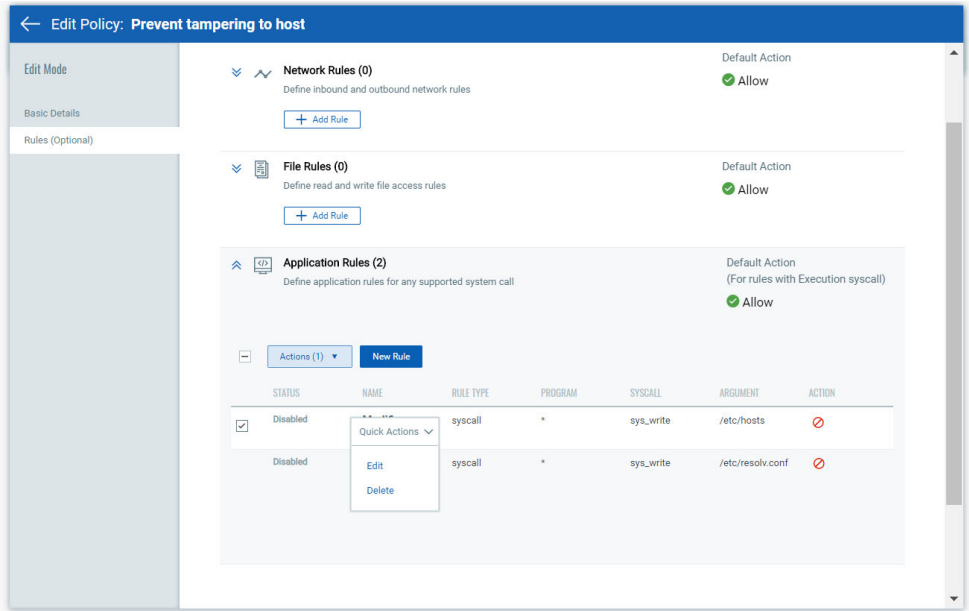 Edit Policy: Prevent tampering to host
Edit Mode
Basic Details
Rules (Optional)
Network Rules (0)
Define inbound and outbound network rules
Add Rule
Default Action
Allow
File Rules (0)
Define read and write file access rules
Add Rule
Default Action
Allow
Application Rules (2)
Define application rules for any supported system call
Default Action
(For rules with Execution syscall)
Allow
Actions (1)
New Rule
STATUS NAME RULE TYPE PROGRAM SYSCALL ARGUMENT ACTION
Disabled syscall * sys_write /etc/hosts
Quick Actions
Edit
Delete
Disabled syscall * sys_write /etc/resolv.conf